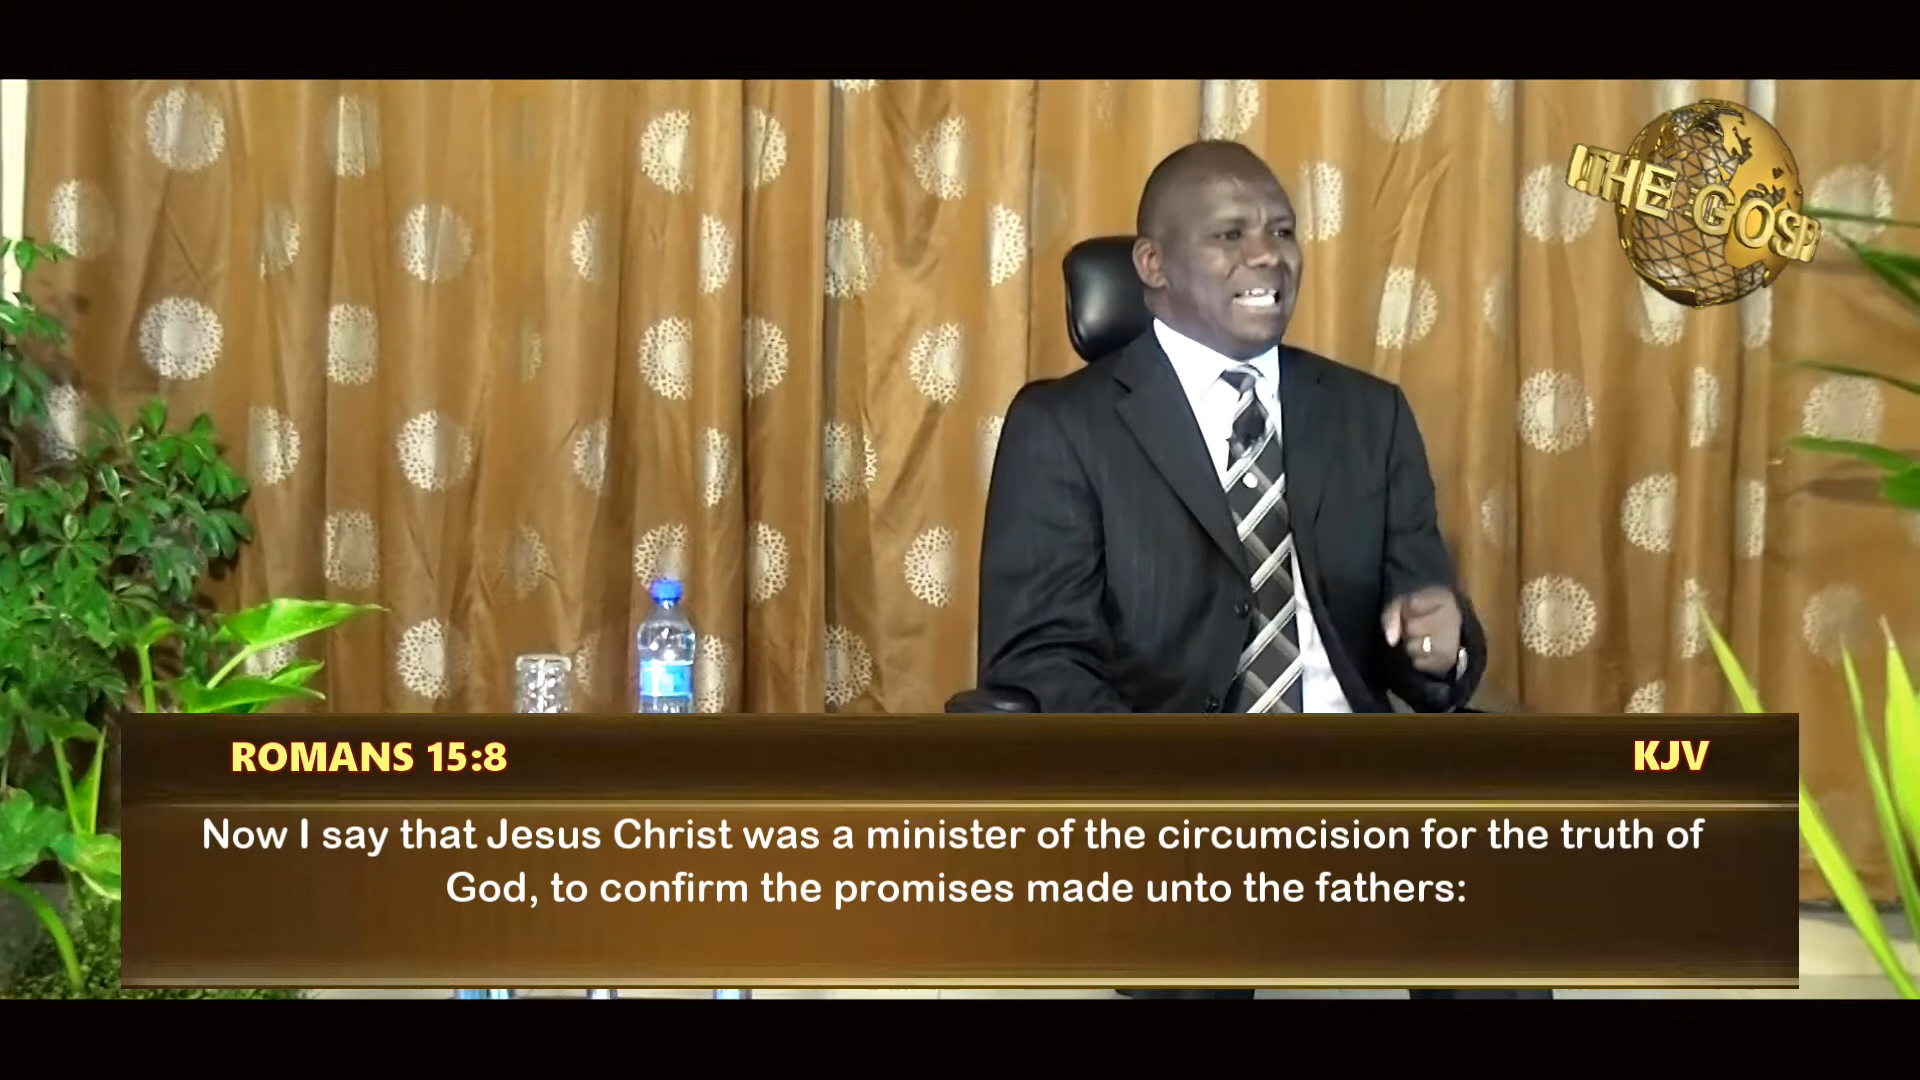 THE GOSP
ROMANS 15:8
KJV
Now I say that Jesus Christ was a minister of the circumcision for the truth of
God, to confirm the promises made unto the fathers: